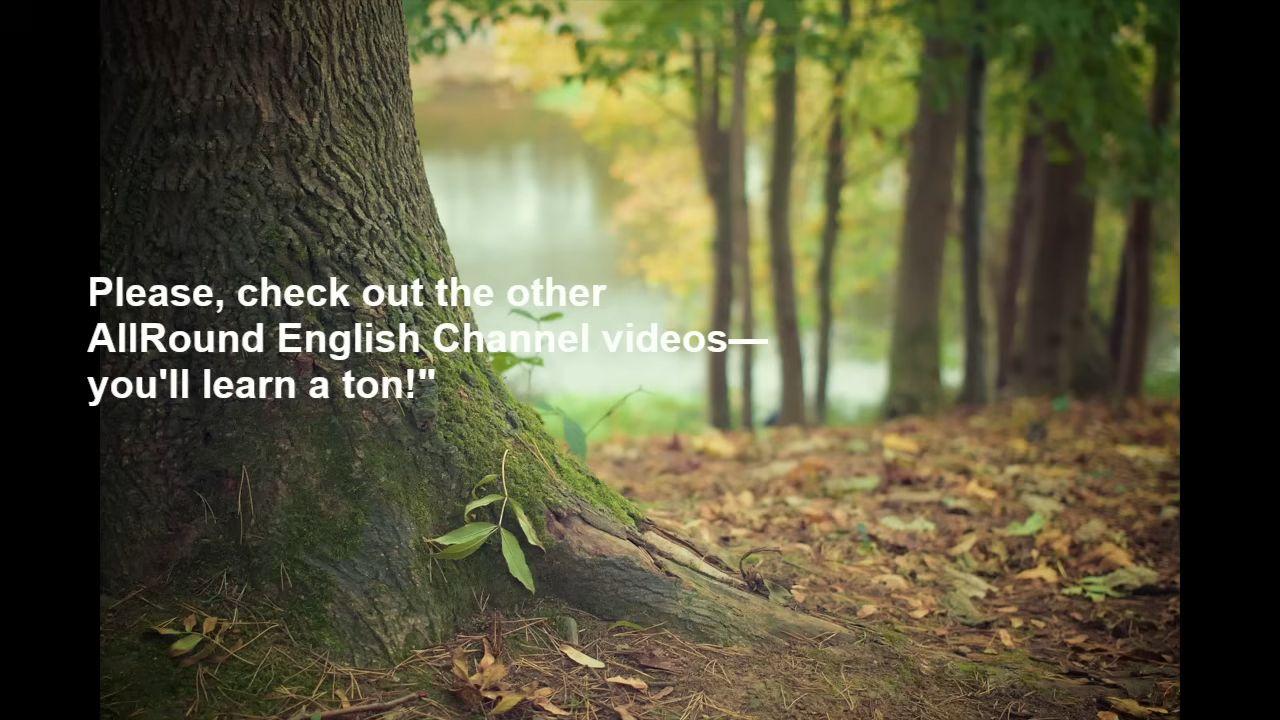 Please, check out the other
AllRound English Channel videos—
you'll learn a ton!"